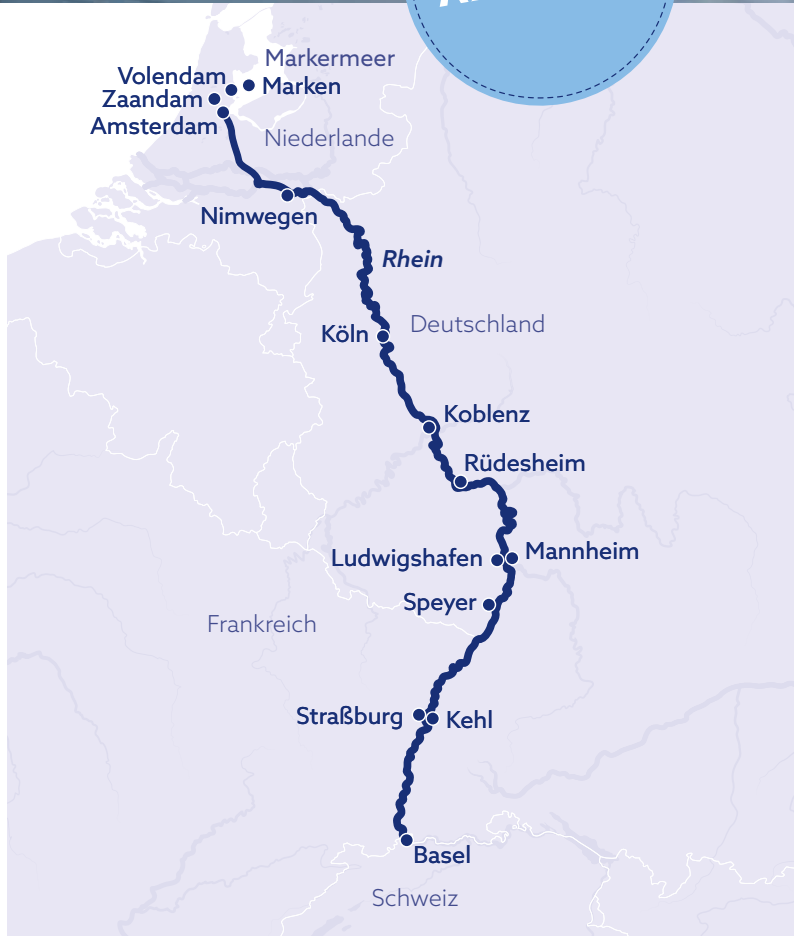 Markermeer
Volendam
Marken
Zaandam
Amsterdam
Niederlande
Nimwegen
Rhein
Deutschland
Köln
Koblenz
Rüdesheim
Mannheim
Ludwigshafen
Speyer
Frankreich
Straßburg
Kehl
Basel
Schweiz